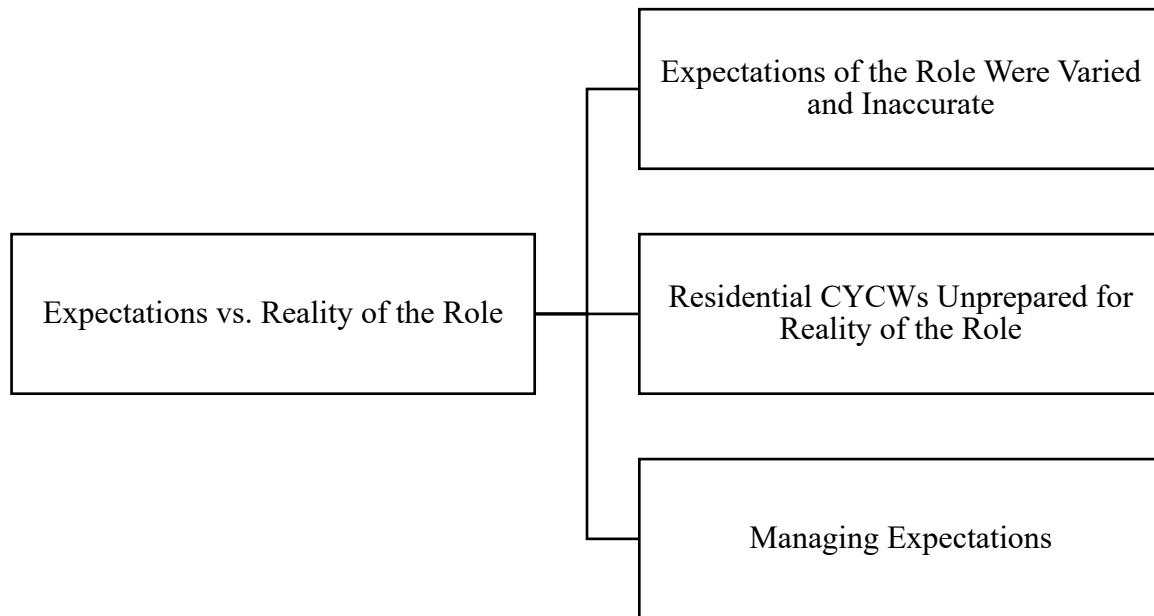 Expectations of the Role Were Varied
and Inaccurate
Expectations vs. Reality of the Role
Residential CYCWs Unprepared for
Reality of the Role
Managing Expectations